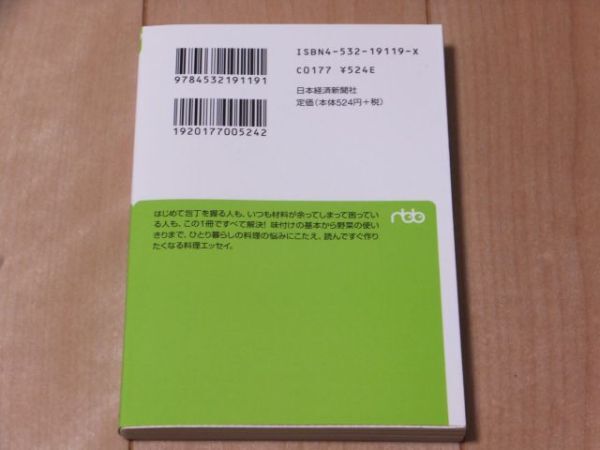 9784532191191
1920177005242
ISBN4-532-19119-X
C0177 ¥524E
日本経済新聞社
定価(本体524円+税)
はじめて包丁を握る人も、いつも材料が余ってしまって困ってい
る人も、この1冊ですべて解決! 味付けの基本から野菜の使い
きりまで、ひとり暮らしの料理の悩みにこたえ、読んですぐ作り
たくなる料理エッセイ。
nbb